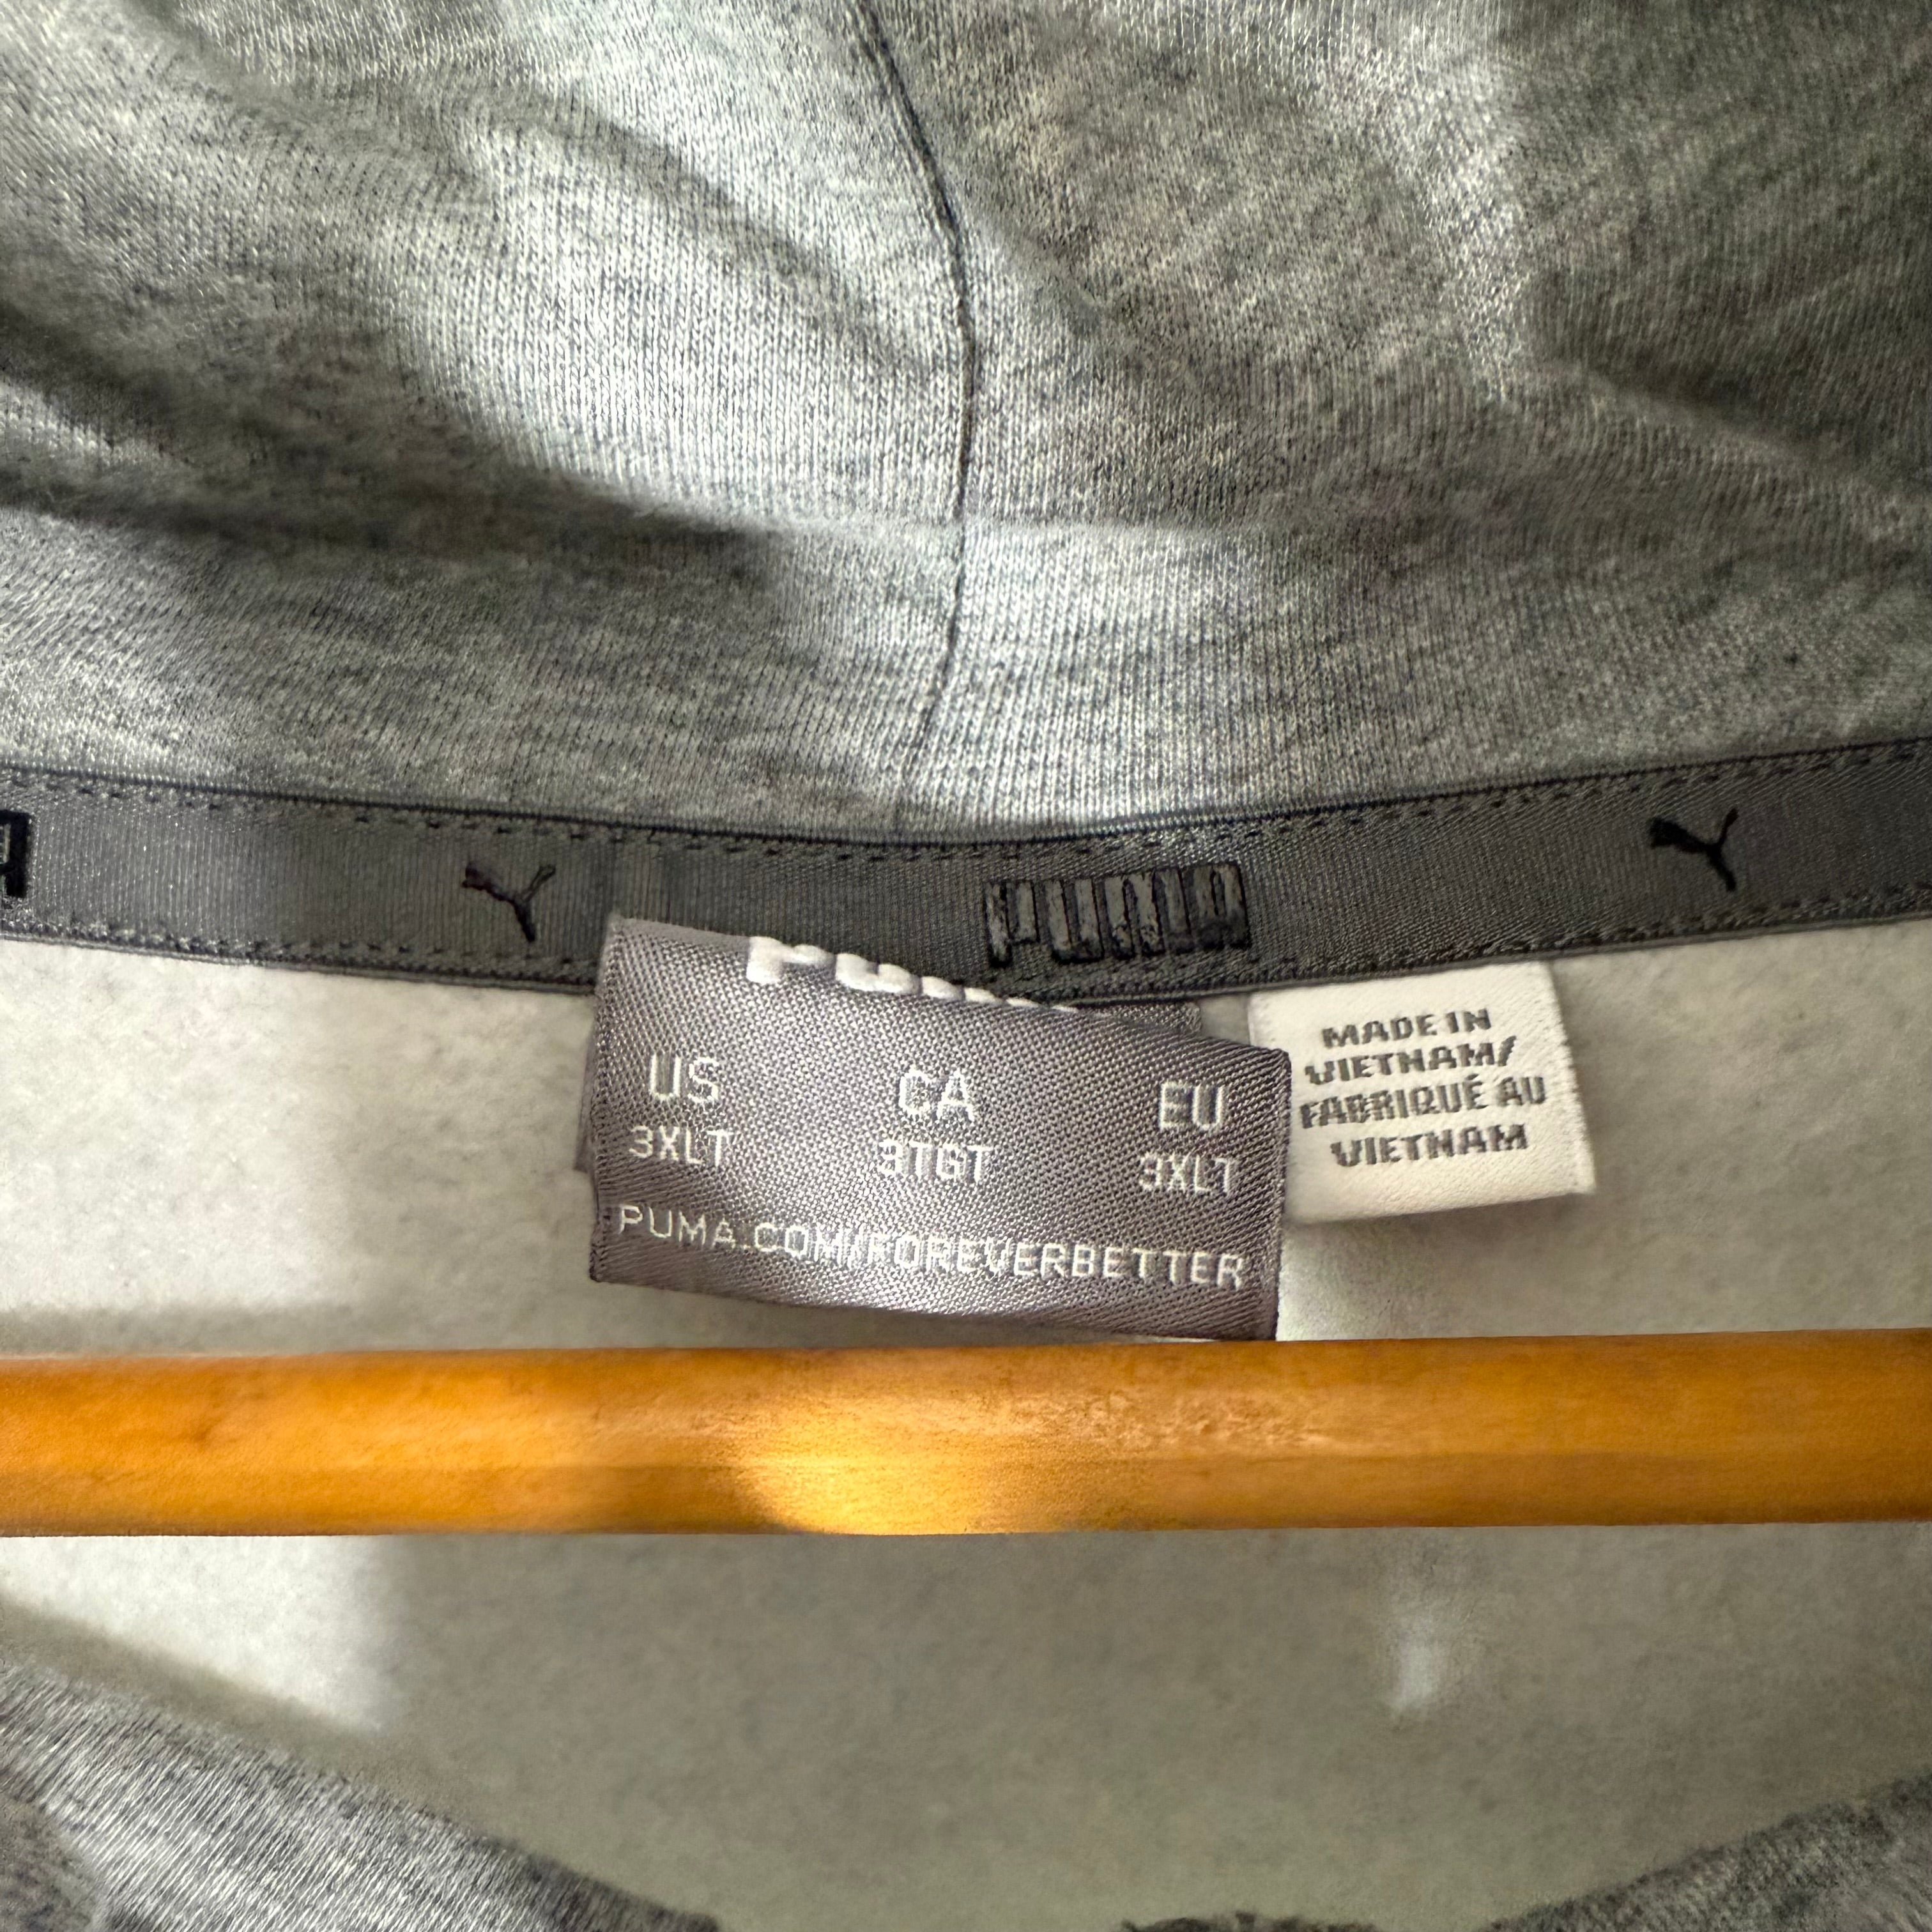 PUMA
PUMA
US CA EU
3XLT 3TGT 3XLT
PUMA.COM/FOREVERBETTER
MADE IN
VIETNAM/
FABRIQUÉ AU
VIETNAM